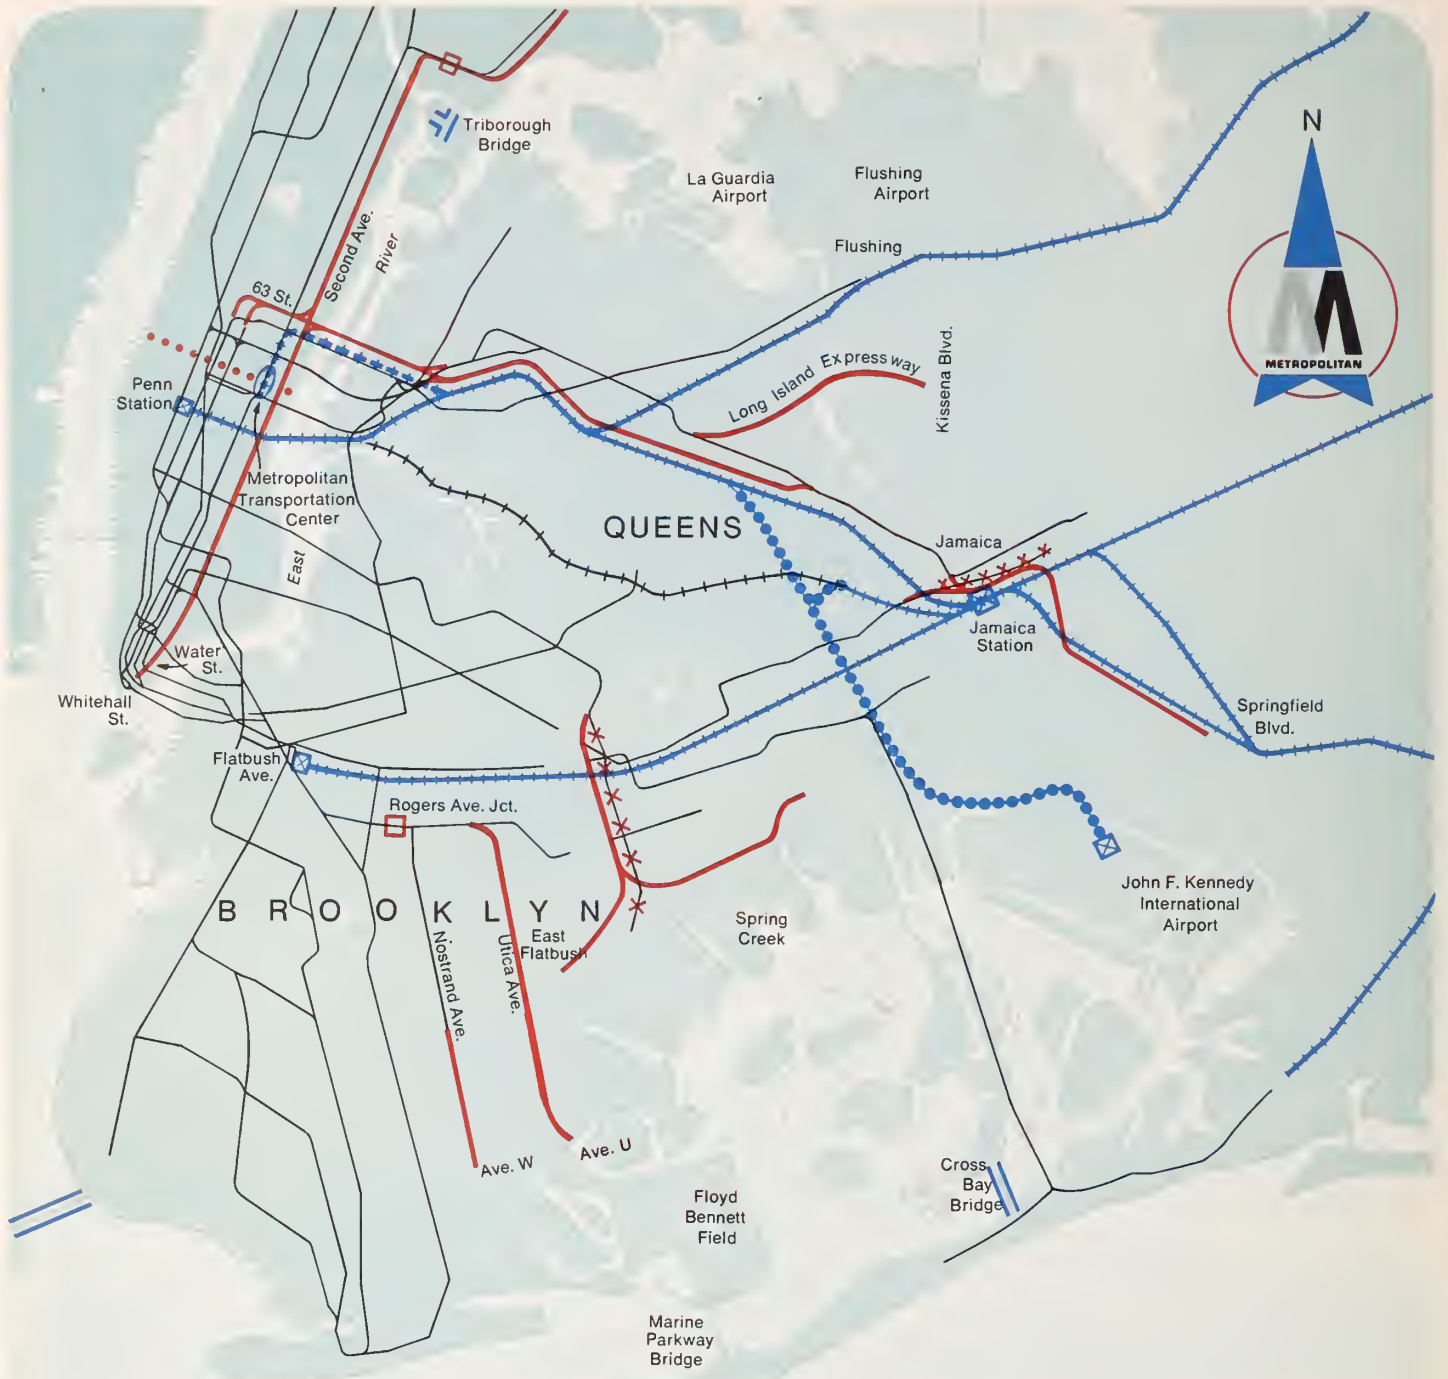 Triborough
Bridge
La Guardia
Airport
Flushing
Airport
N
Second Ave.
River
Flushing
63 St.
METROPOLITAN
Kissena Blvd.
Long Island Expressway
Penn
Station
Metropolitan
Transportation
Center
QUEENS
East
Jamaica
Jamaica
Station
Water
St.
Whitehall
St.
Springfield
Blvd.
Flatbush
Ave.
Rogers Ave. Jct.
John F. Kennedy
International
Airport
BROOKLYN
Spring
Creek
East
Flatbush
Nostrand Ave.
Utica Ave.
Ave. W
Ave. U
Cross
Bay
Bridge
Floyd
Bennett
Field
Marine
Parkway
Bridge